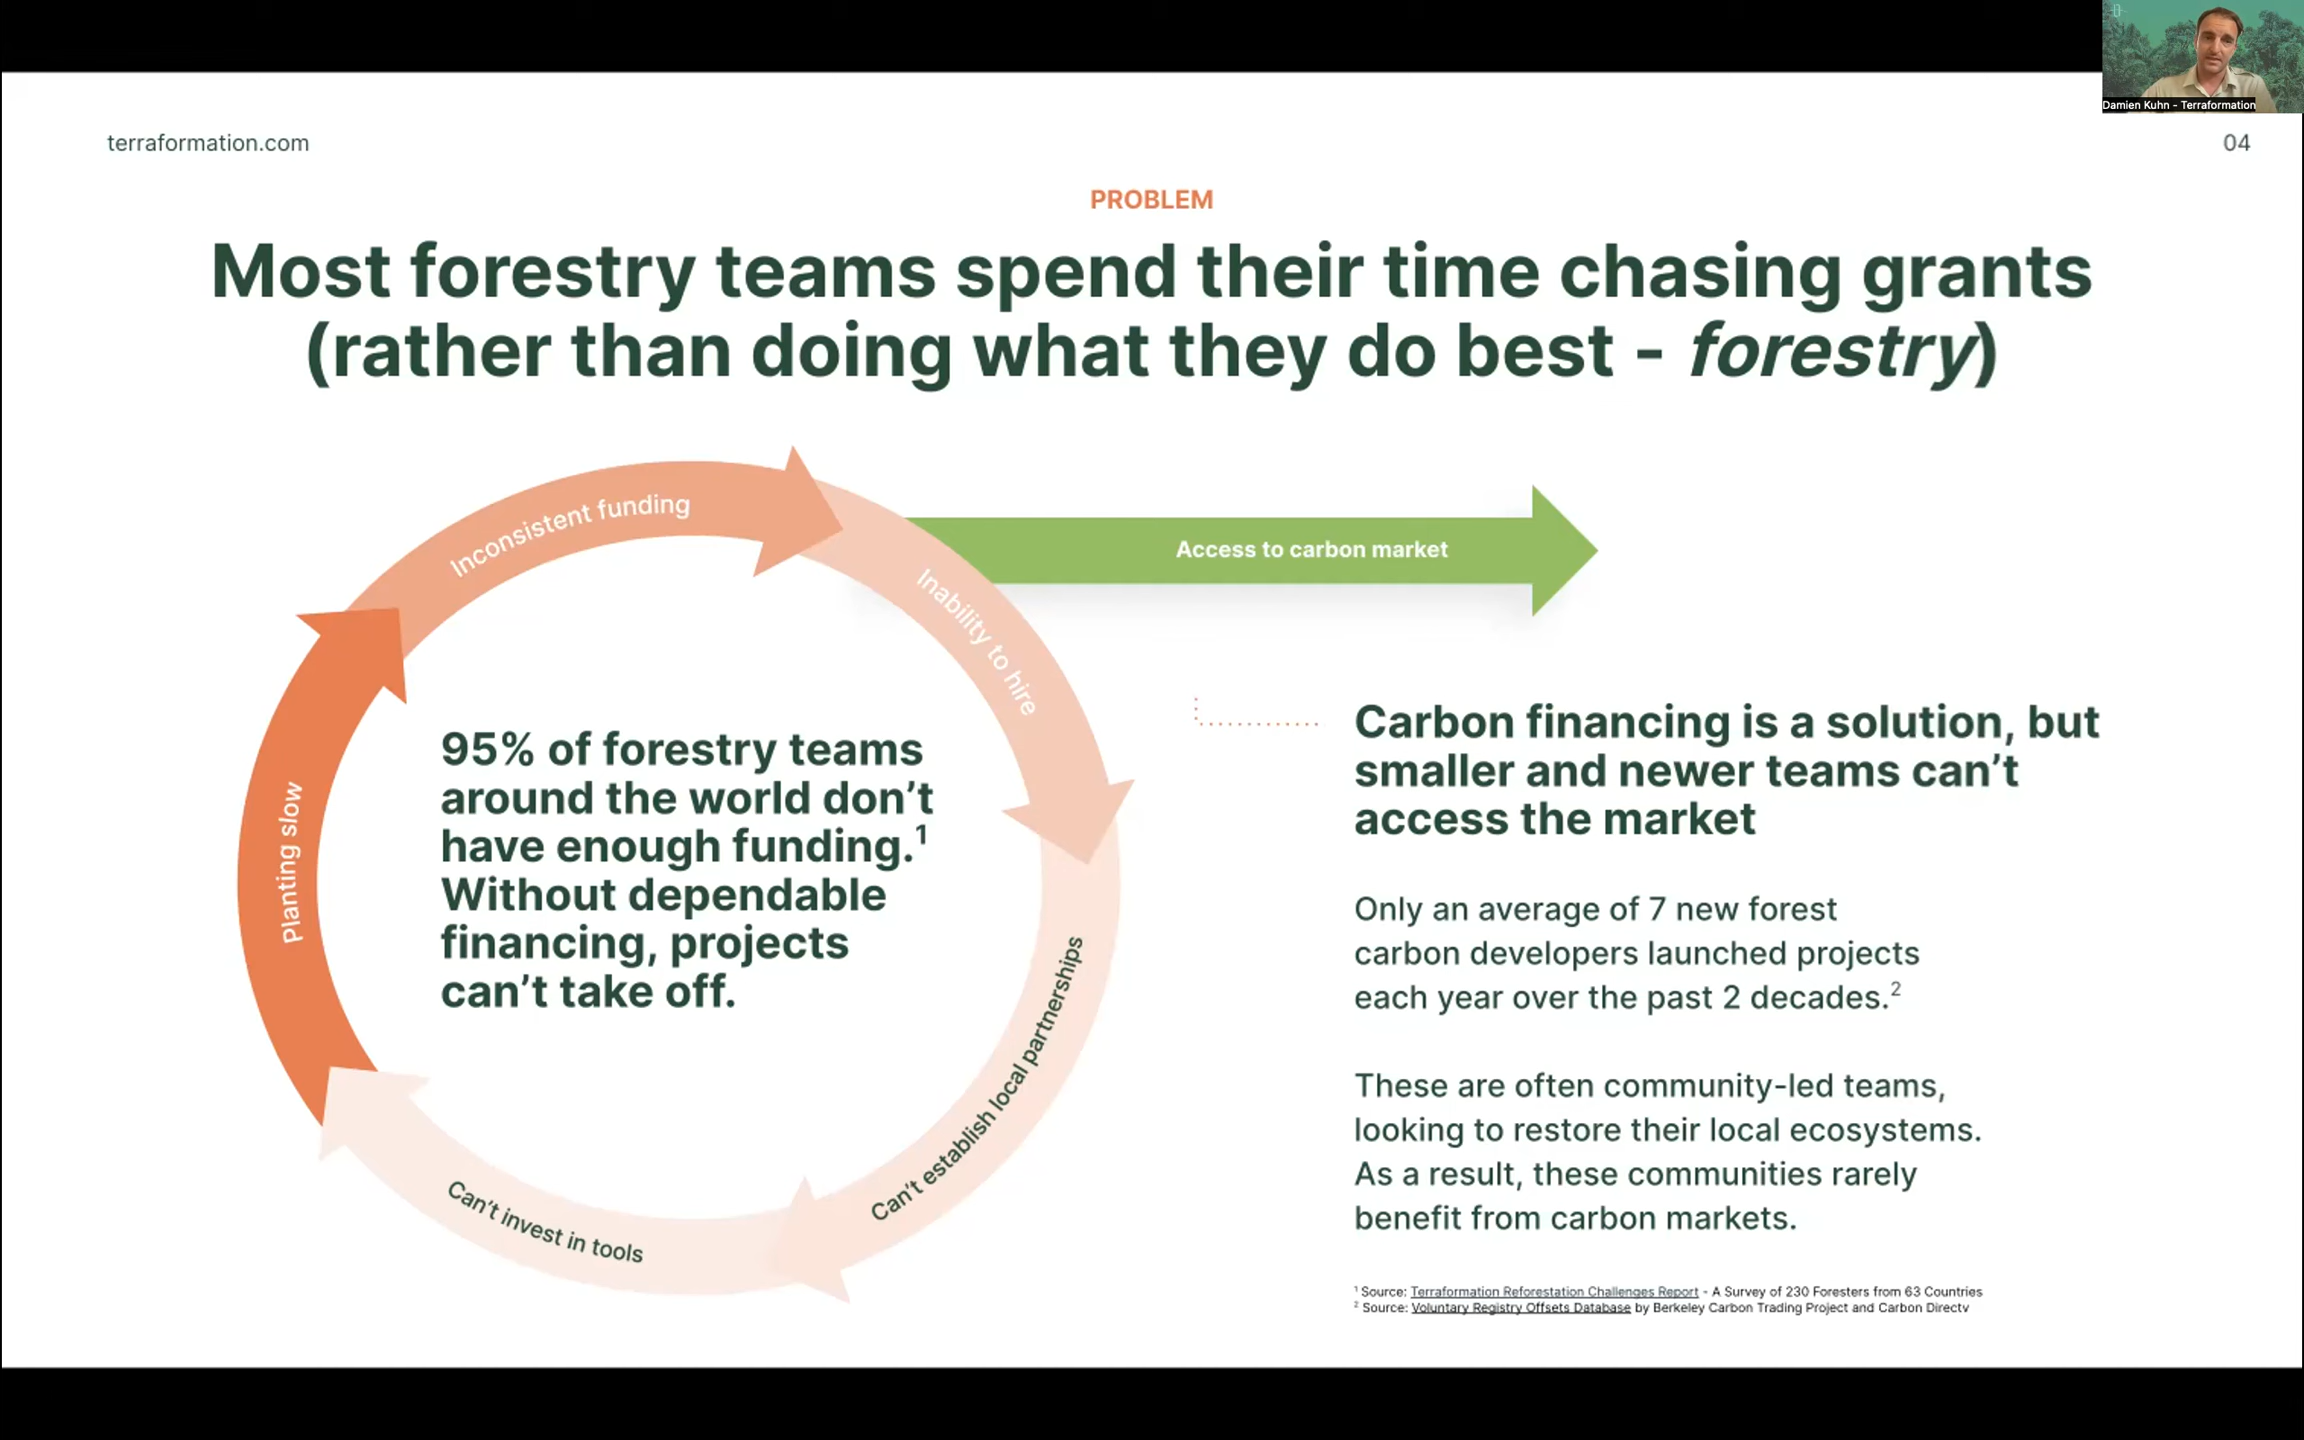 Damien Kuhn - Terraformation
terraformation.com
04
PROBLEM
Most forestry teams spend their time chasing grants
(rather than doing what they do best - forestry)
Inconsistent funding
Access to carbon market
Inability to hire
Planting slow
95% of forestry teams
around the world don’t
have enough funding.¹
Without dependable
financing, projects
can’t take off.
Can’t establish local partnerships
Can’t invest in tools
Carbon financing is a solution, but
smaller and newer teams can’t
access the market
Only an average of 7 new forest
carbon developers launched projects
each year over the past 2 decades.²
These are often community-led teams,
looking to restore their local ecosystems.
As a result, these communities rarely
benefit from carbon markets.
¹ Source: Terraformation Reforestation Challenges Report - A Survey of 230 Foresters from 63 Countries
² Source: Voluntary Registry Offsets Database by Berkeley Carbon Trading Project and Carbon Directv